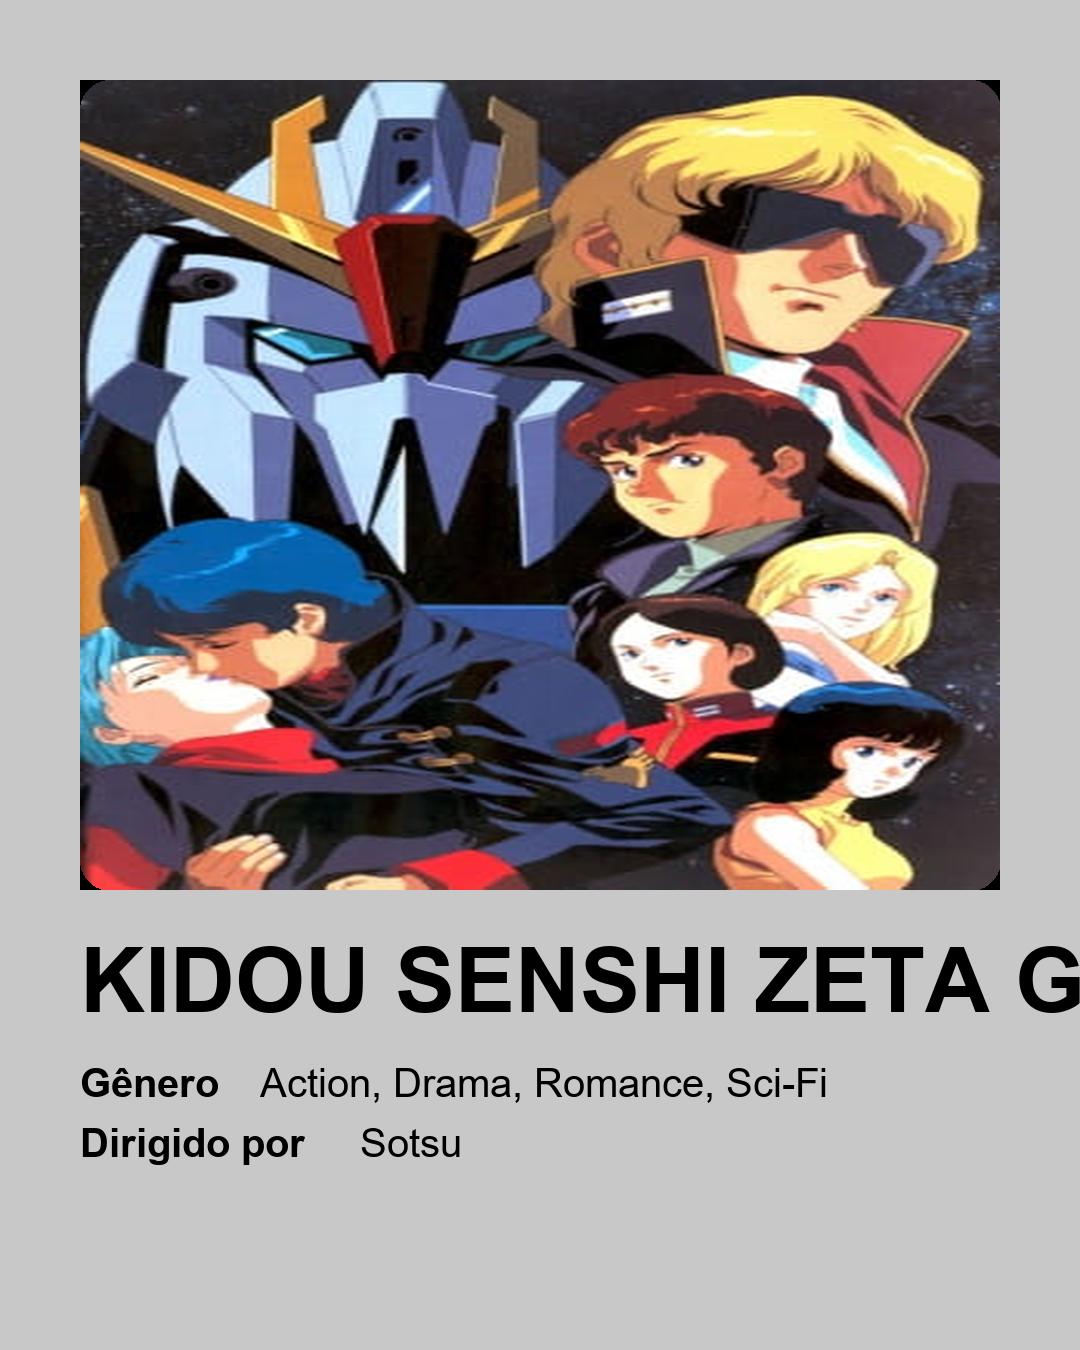 KIDOU SENSHI ZETA G
Gênero Action, Drama, Romance, Sci-Fi
Dirigido por Sotsu